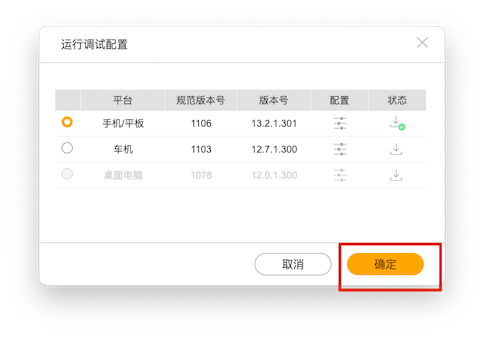 运行调试配置
平台 规范版本号 版本号 配置 状态
手机/平板 1106 13.2.1.301
车机 1103 12.7.1.300
桌面电脑 1078 12.0.1.300
取消 确定